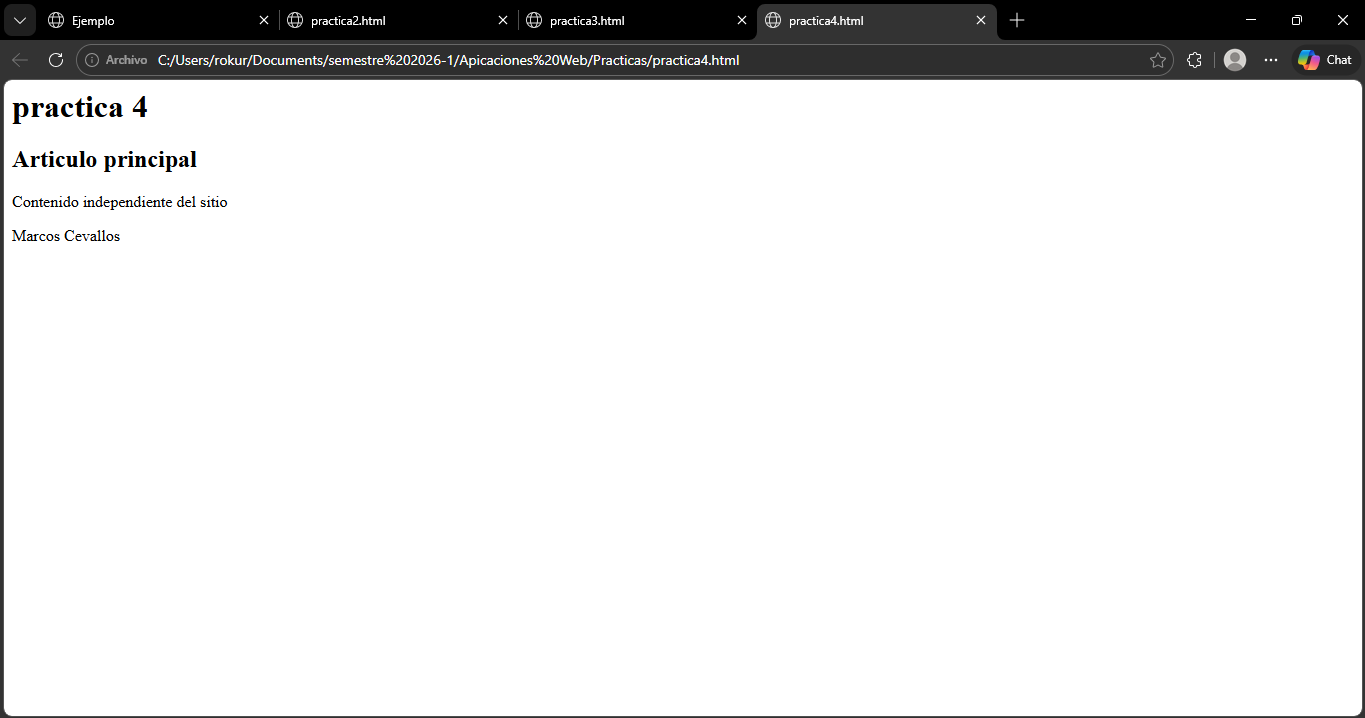 Ejemplo
practica2.html
practica3.html
practica4.html
Archivo C:/Users/rokur/Documents/semestre%202026-1/Apicaciones%20Web/Practicas/practica4.html
Chat
practica 4
Articulo principal
Contenido independiente del sitio
Marcos Cevallos